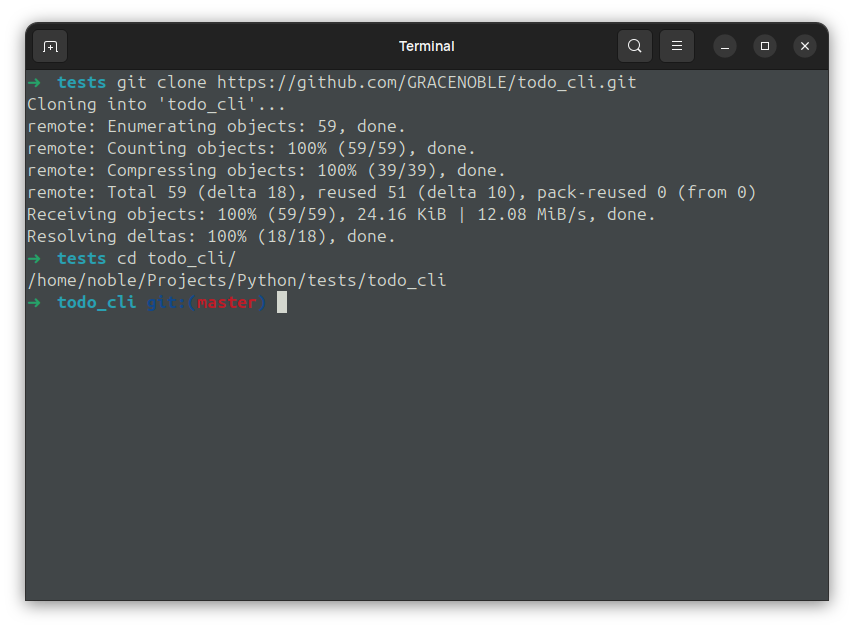 Terminal
➜  tests git clone https://github.com/GRACENOBLE/todo_cli.git
Cloning into 'todo_cli'...
remote: Enumerating objects: 59, done.
remote: Counting objects: 100% (59/59), done.
remote: Compressing objects: 100% (39/39), done.
remote: Total 59 (delta 18), reused 51 (delta 10), pack-reused 0 (from 0)
Receiving objects: 100% (59/59), 24.16 KiB | 12.08 MiB/s, done.
Resolving deltas: 100% (18/18), done.
➜  tests cd todo_cli/
/home/noble/Projects/Python/tests/todo_cli
➜  todo_cli git:(master)